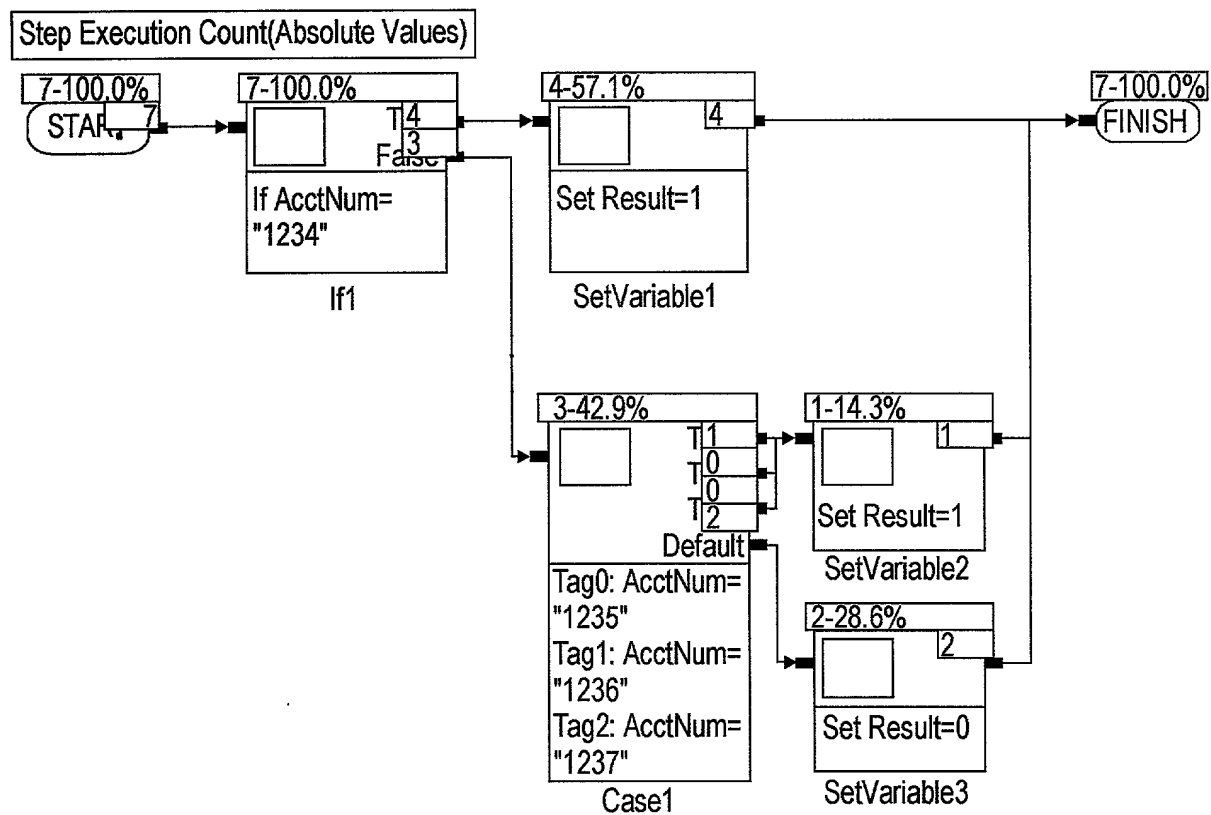 Step Execution Count(Absolute Values)
7-100.0%
7
7-100.0%
T 4
3
If AcctNum=
"1234"
If1
4-57.1%
4
Set Result=1
SetVariable1
7-100.0%
FINISH
3-42.9%
T 1
T 0
0
T 2
Default
Tag0: AcctNum=
"1235"
Tag1: AcctNum=
"1236"
Tag2: AcctNum=
"1237"
Case1
1-14.3%
1
Set Result=1
SetVariable2
2-28.6%
2
Set Result=0
SetVariable3